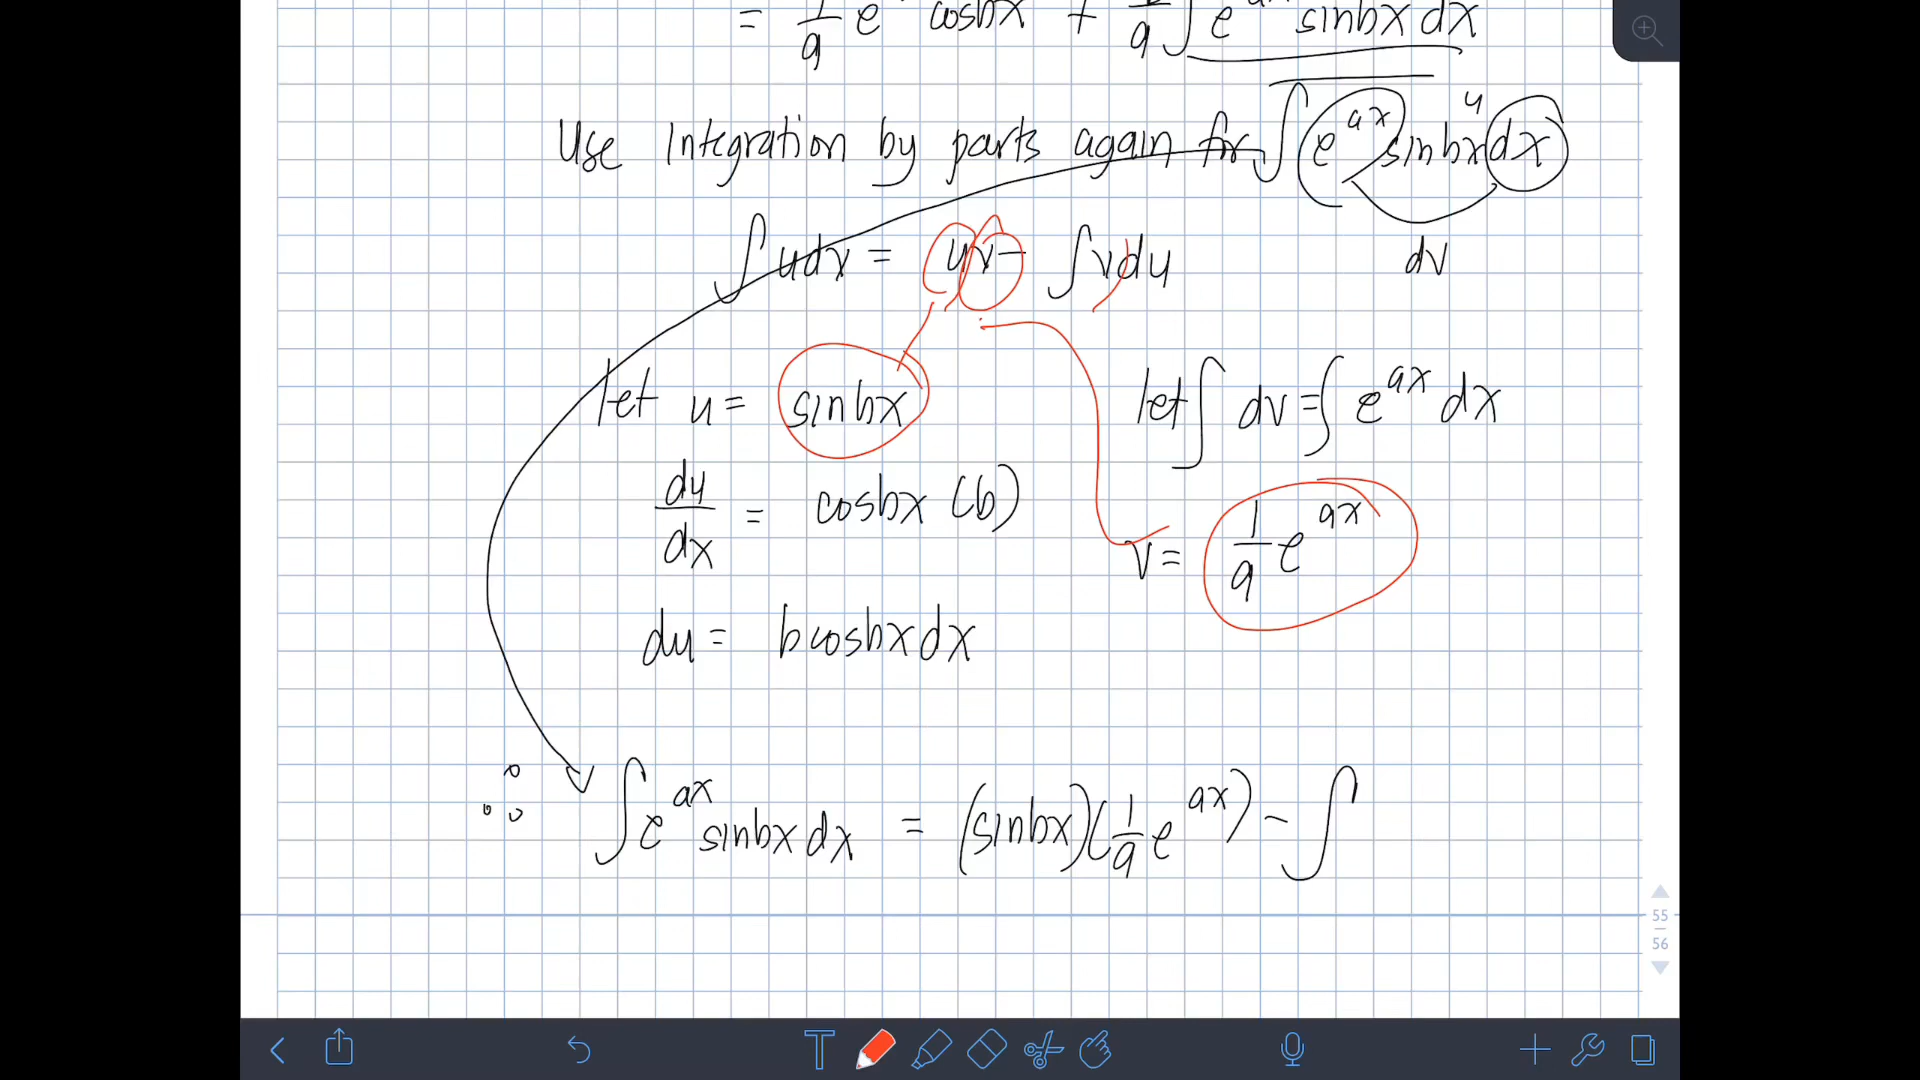 = 1/a e cosbx + b/a ∫ e^ax sinbx dx
Use Integration by parts again for ∫ e^ax sinbx dx
u
∫ u dv = uv - ∫ v du
dv
let u = sinbx
let ∫ dv = ∫ e^ax dx
du/dx = cosbx (b)
v = 1/a e^ax
du = b cosbx dx
∴ ∫ e^ax sinbx dx = (sinbx)(1/a e^ax) - ∫
55
56
T